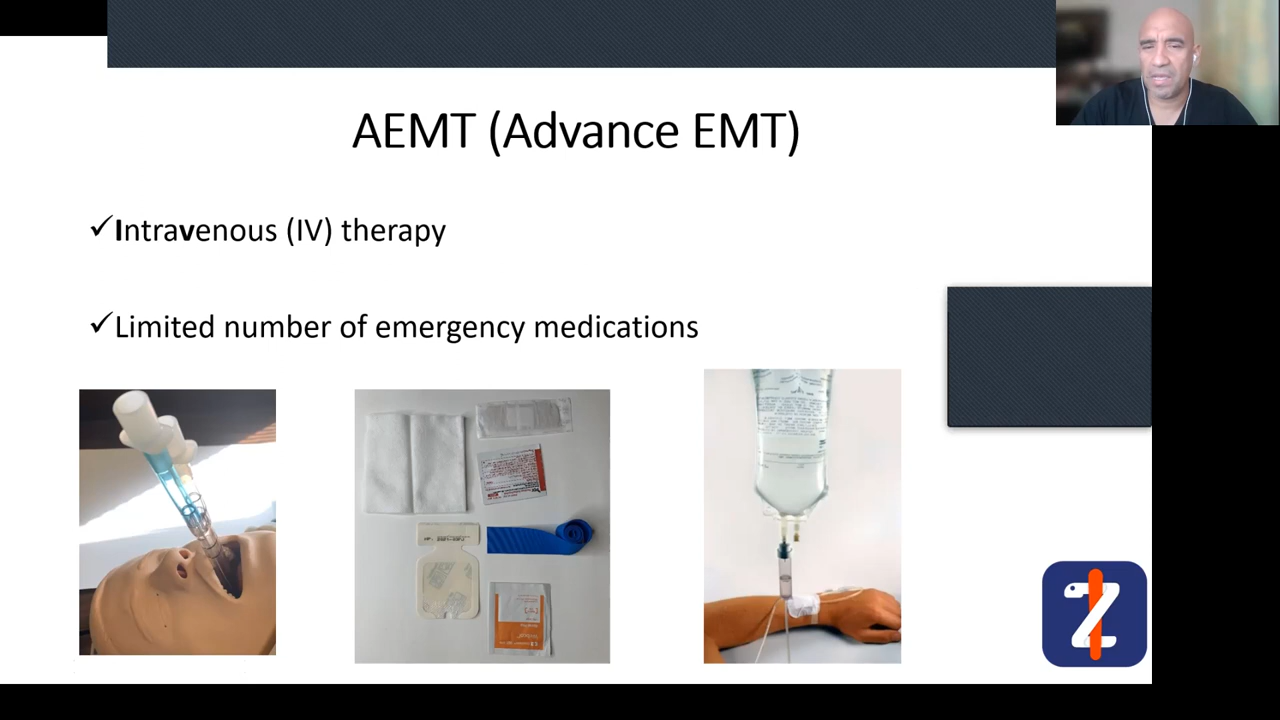 AEMT (Advance EMT)
✓Intravenous (IV) therapy
✓Limited number of emergency medications